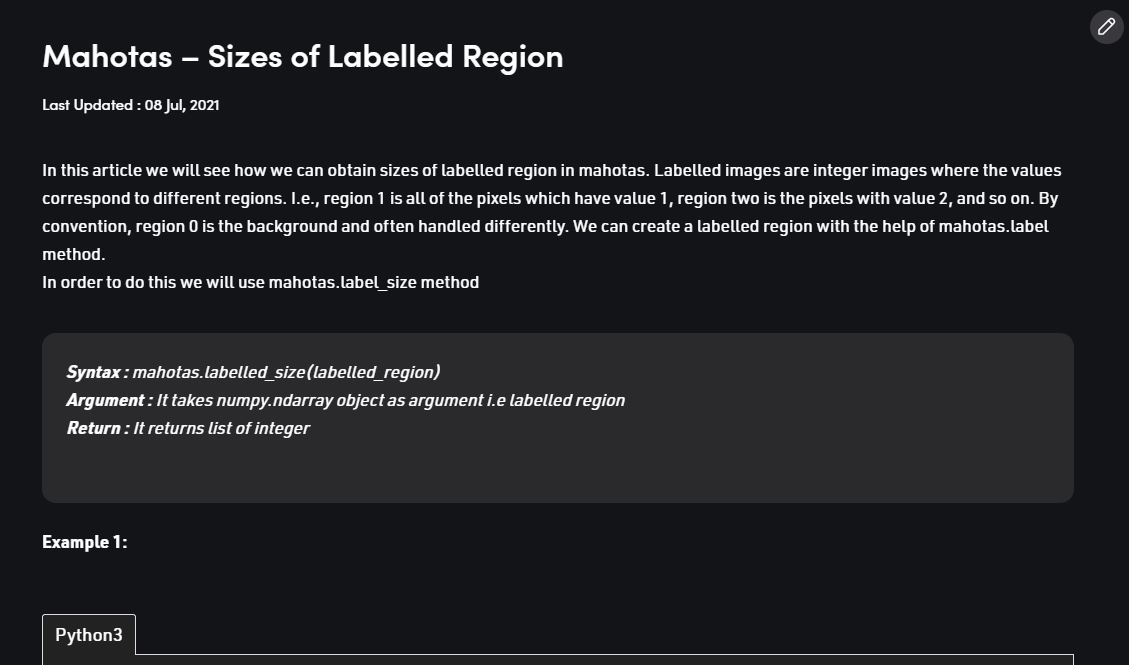 Mahotas – Sizes of Labelled Region
Last Updated : 08 Jul, 2021
In this article we will see how we can obtain sizes of labelled region in mahotas. Labelled images are integer images where the values
correspond to different regions. I.e., region 1 is all of the pixels which have value 1, region two is the pixels with value 2, and so on. By
convention, region 0 is the background and often handled differently. We can create a labelled region with the help of mahotas.label
method.
In order to do this we will use mahotas.label_size method
Syntax : mahotas.labelled_size(labelled_region)
Argument : It takes numpy.ndarray object as argument i.e labelled region
Return : It returns list of integer
Example 1:
Python3